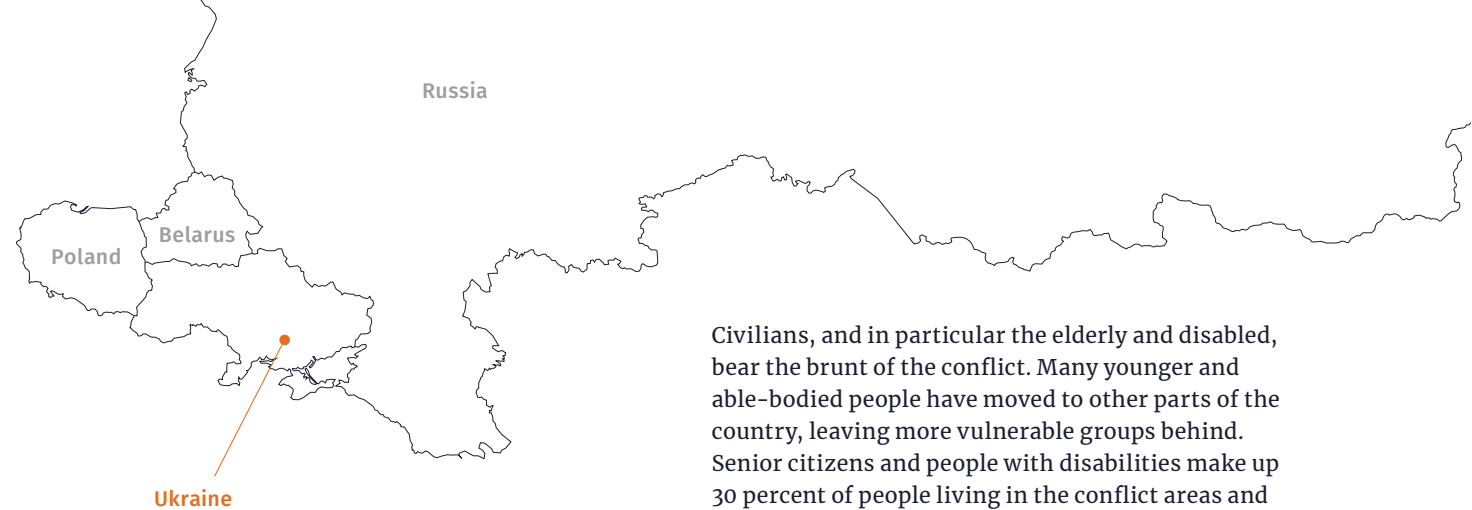 Russia
Belarus
Poland
Ukraine
Civilians, and in particular the elderly and disabled,
bear the brunt of the conflict. Many younger and
able-bodied people have moved to other parts of the
country, leaving more vulnerable groups behind.
Senior citizens and people with disabilities make up
30 percent of people living in the conflict areas and